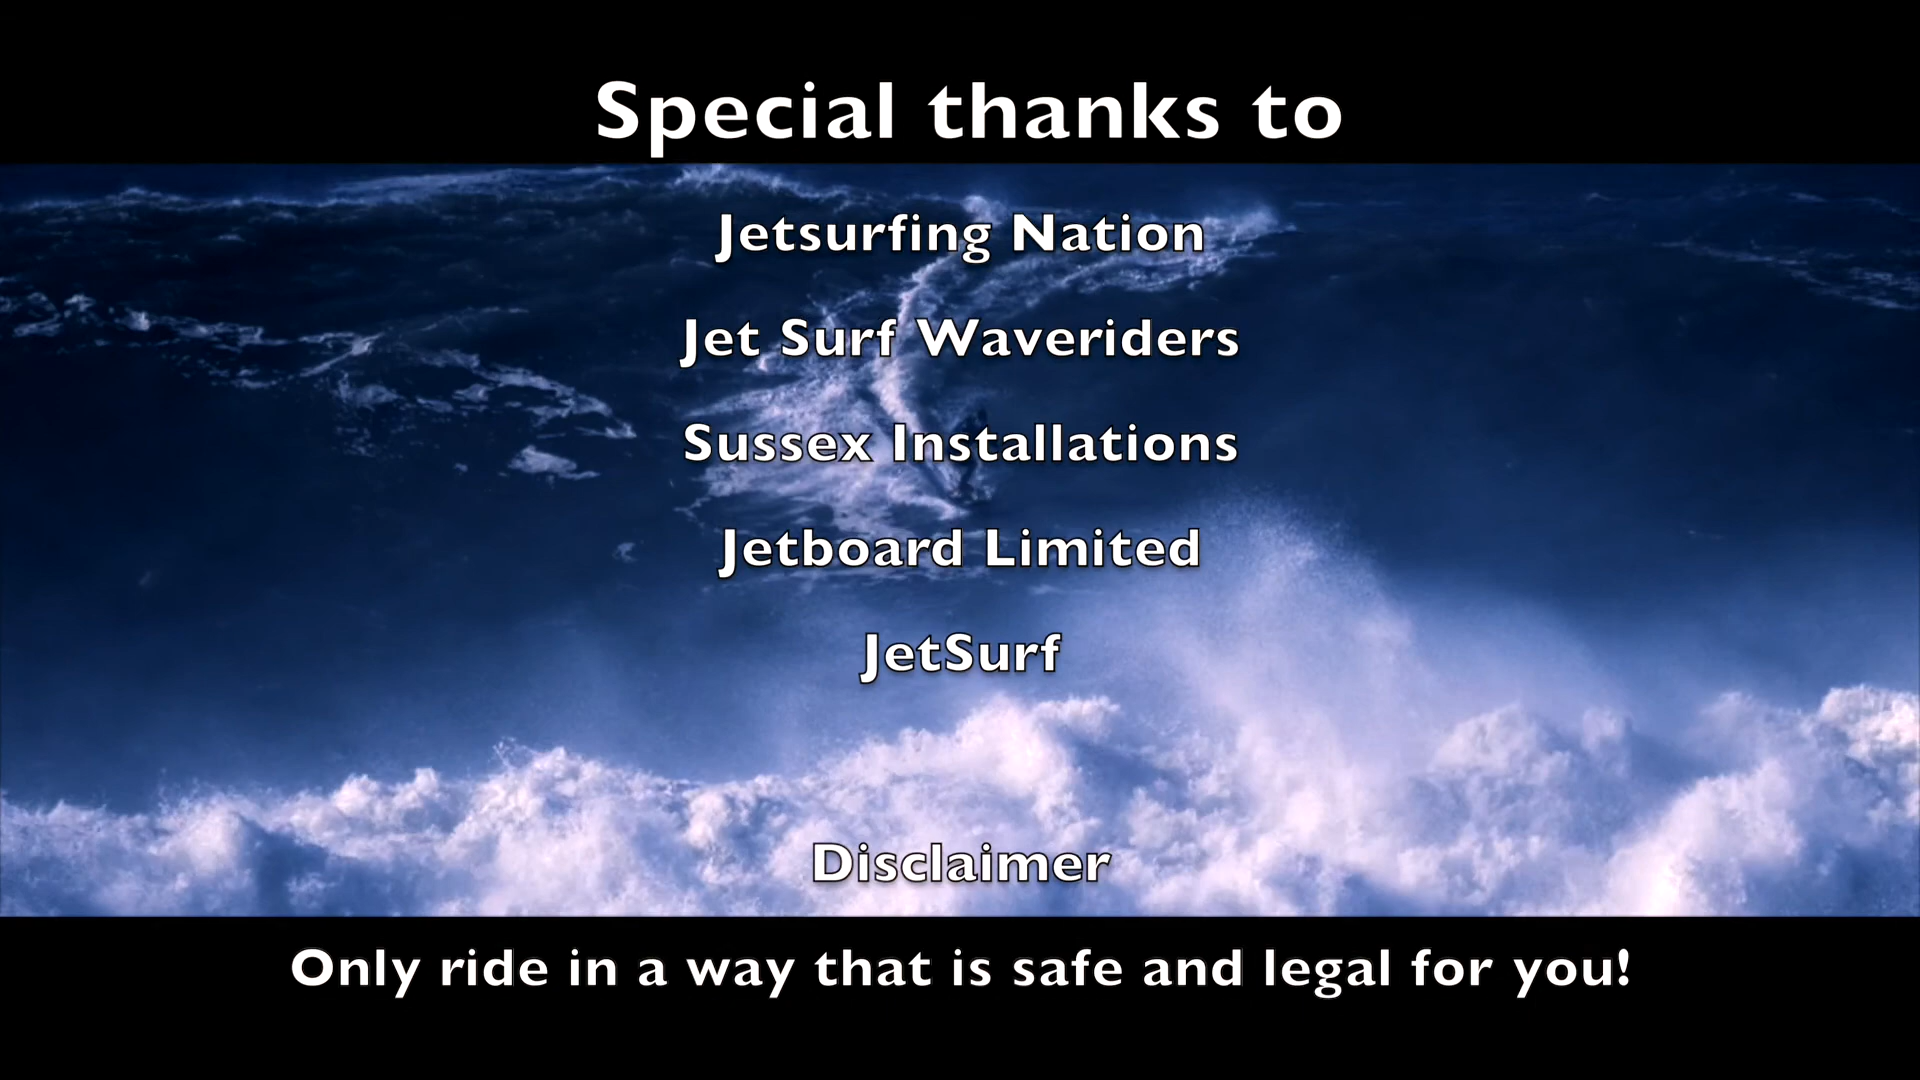 Special thanks to
Jetsurfing Nation
Jet Surf Waveriders
Sussex Installations
Jetboard Limited
JetSurf
Disclaimer
Only ride in a way that is safe and legal for you!